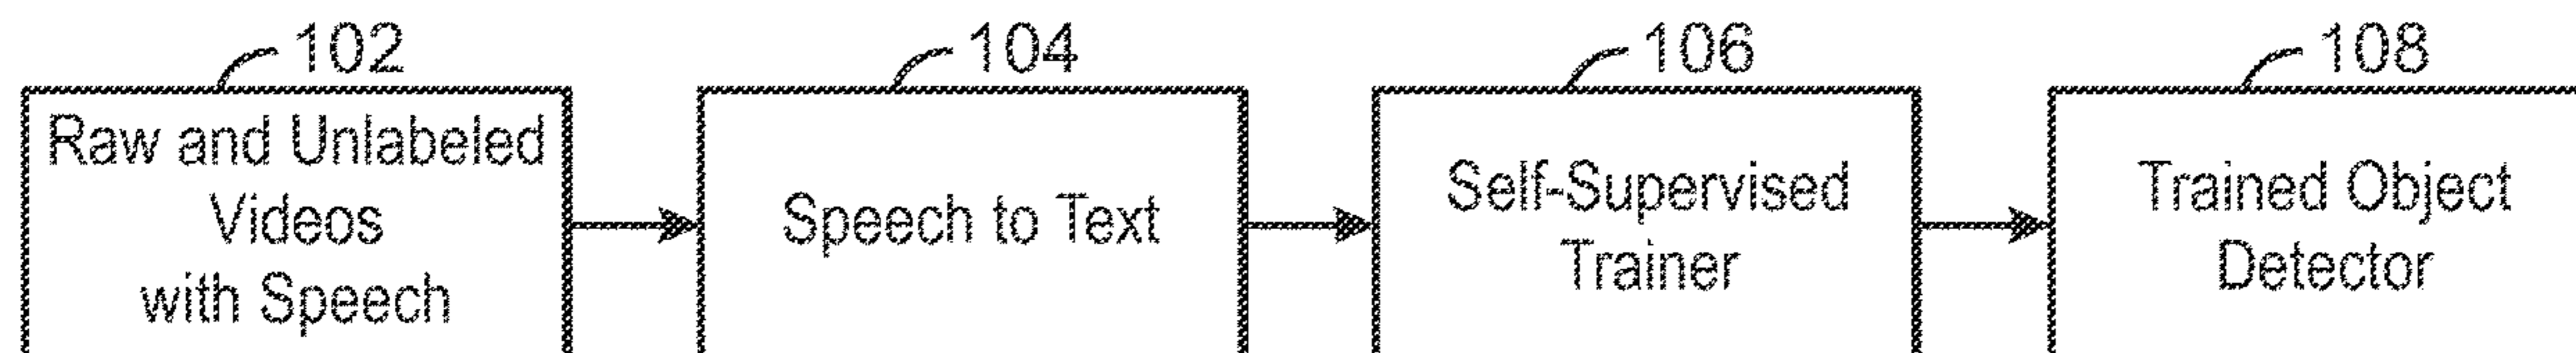 102
104
106
108
Raw and Unlabeled
Videos
with Speech
Speech to Text
Self-Supervised
Trainer
Trained Object
Detector